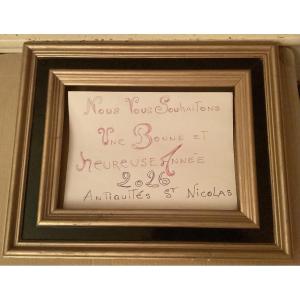 Nous Vous Souhaitons
Une Bonne et
heureuse Année
2026
Antiquités St Nicolas